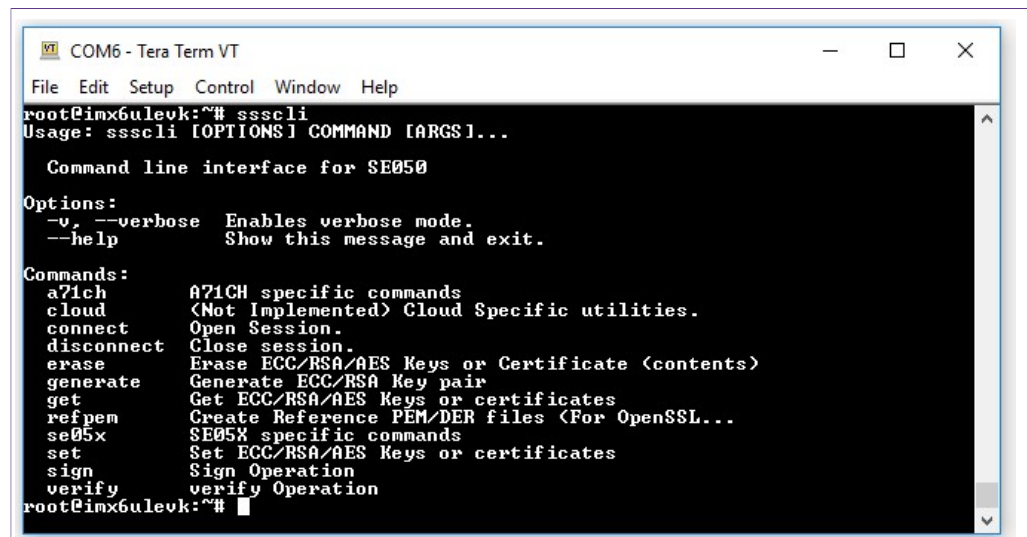 COM6 - Tera Term VT
File Edit Setup Control Window Help
root@imx6ulevk:~# ssscli
Usage: ssscli [OPTIONS] COMMAND [ARGS]...
Command line interface for SE050
Options:
-v, --verbose Enables verbose mode.
--help Show this message and exit.
Commands:
a71ch A71CH specific commands
cloud (Not Implemented) Cloud Specific utilities.
connect Open Session.
disconnect Close session.
erase Erase ECC/RSA/AES Keys or Certificate (contents)
generate Generate ECC/RSA Key pair
get Get ECC/RSA/AES Keys or certificates
refpem Create Reference PEM/DER files (For OpenSSL...
se05x SE05X specific commands
set Set ECC/RSA/AES Keys or certificates
sign Sign Operation
verify verify Operation
root@imx6ulevk:~#